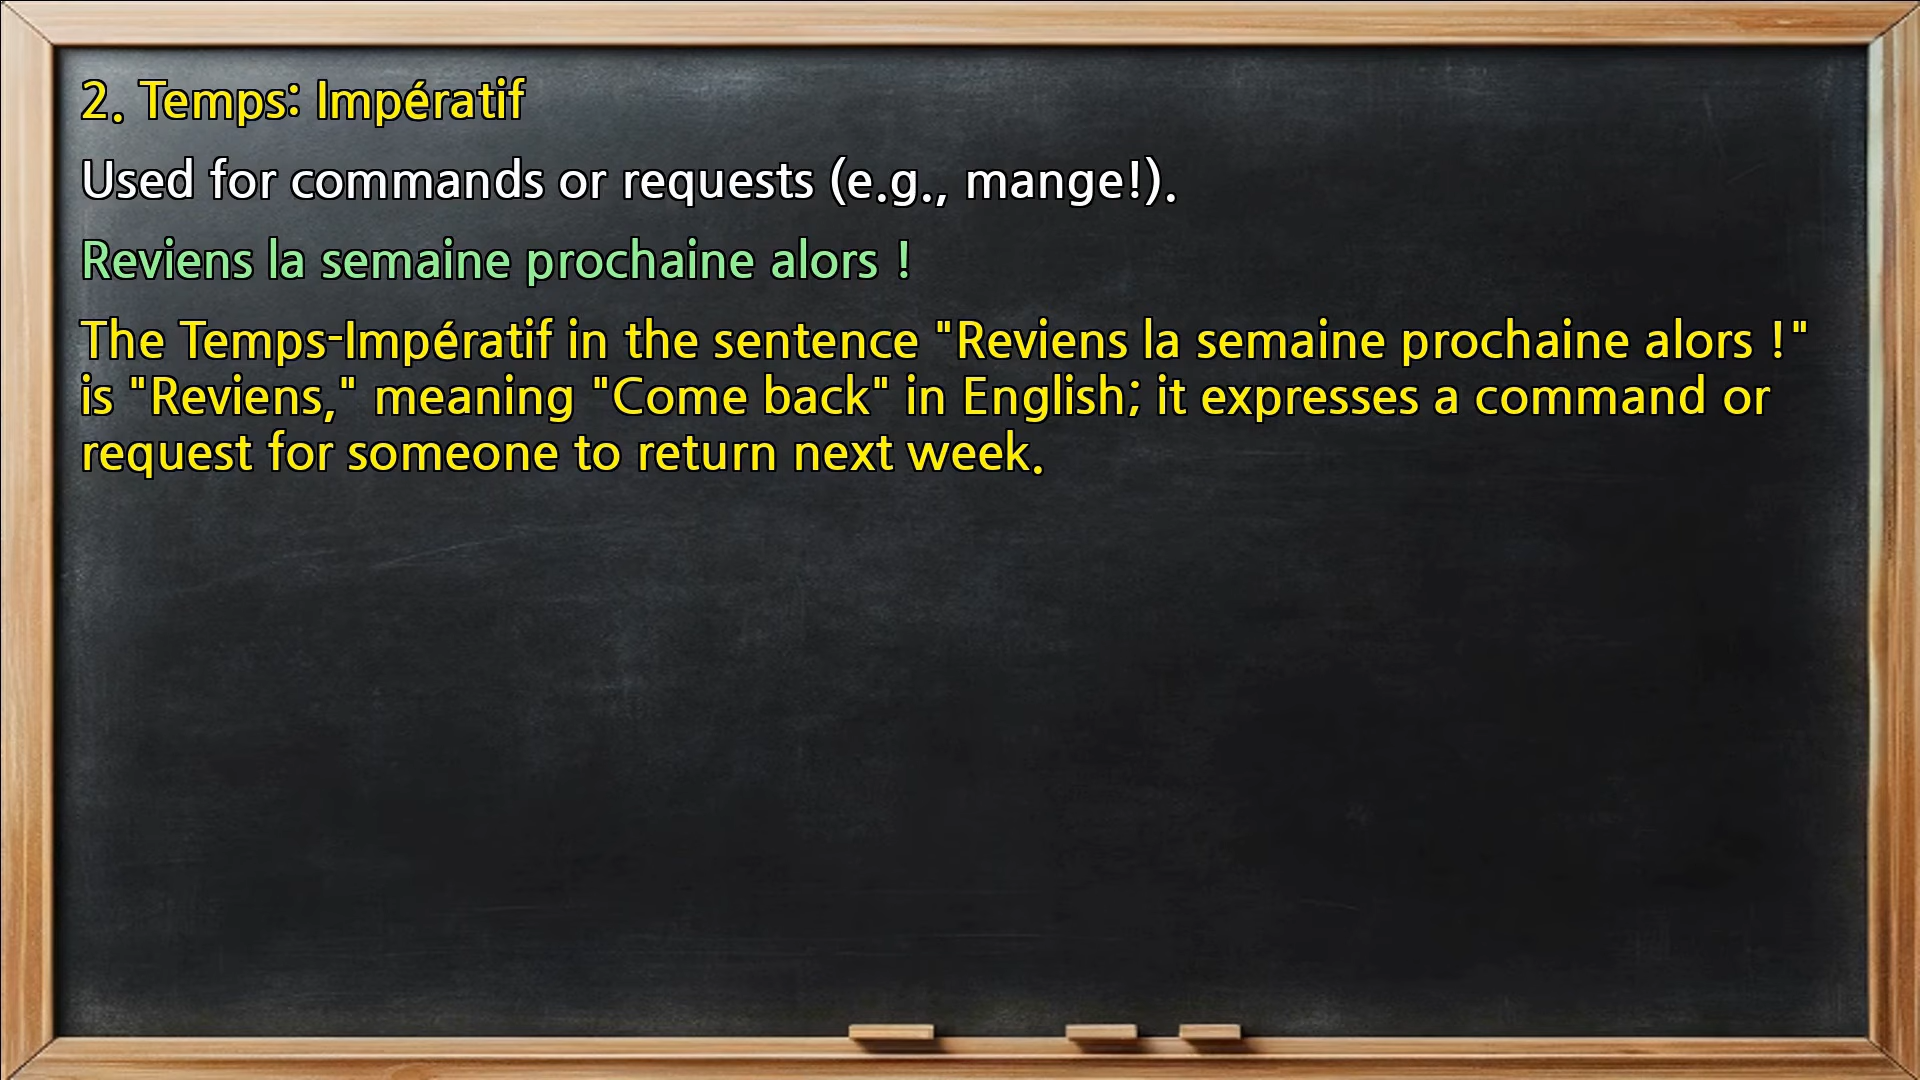 2. Temps: Impératif
Used for commands or requests (e.g., mange!).
Reviens la semaine prochaine alors !
The Temps-Impératif in the sentence "Reviens la semaine prochaine alors !"
is "Reviens," meaning "Come back" in English; it expresses a command or
request for someone to return next week.